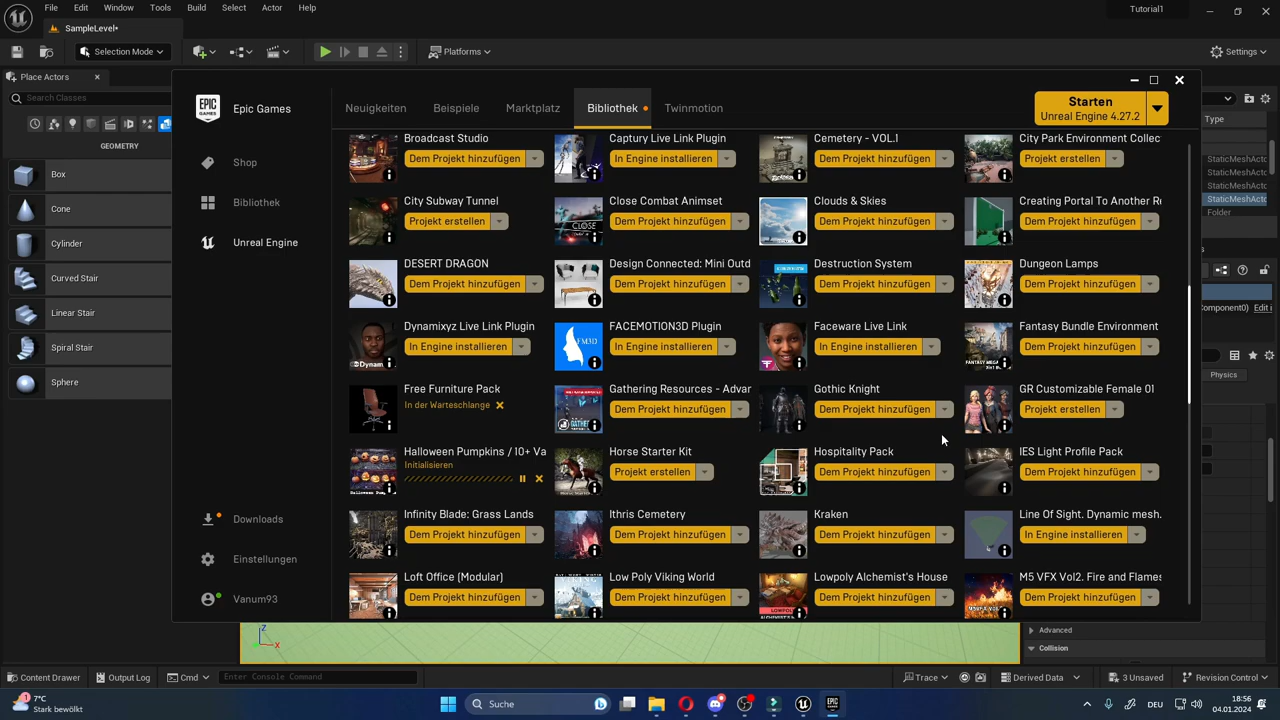 File Edit Window Tools Build Select Actor Help
Tutorial1
SampleLevel*
Selection Mode
Platforms
Settings
Place Actors
Search Classes
GEOMETRY
Box
Cone
Cylinder
Curved Stair
Linear Stair
Spiral Stair
Sphere
EPIC GAMES
Epic Games
Shop
Bibliothek
Unreal Engine
Downloads
Einstellungen
Vanum93
Neuigkeiten Beispiele Marktplatz Bibliothek Twinmotion
Starten
Unreal Engine 4.27.2
Broadcast Studio
Dem Projekt hinzufügen
Captury Live Link Plugin
In Engine installieren
Cemetery - VOL.1
Dem Projekt hinzufügen
City Park Environment Collec
Projekt erstellen
City Subway Tunnel
Projekt erstellen
Close Combat Animset
Dem Projekt hinzufügen
Clouds & Skies
Dem Projekt hinzufügen
Creating Portal To Another Re
Dem Projekt hinzufügen
DESERT DRAGON
Dem Projekt hinzufügen
Design Connected: Mini Outd
Dem Projekt hinzufügen
Destruction System
Dem Projekt hinzufügen
Dungeon Lamps
Dem Projekt hinzufügen
Dynamixyz Live Link Plugin
In Engine installieren
FACEMOTION3D Plugin
In Engine installieren
FM3D
Faceware Live Link
In Engine installieren
Fantasy Bundle Environment
Dem Projekt hinzufügen
Free Furniture Pack
In der Warteschlange
Gathering Resources - Advar
Dem Projekt hinzufügen
Gothic Knight
Dem Projekt hinzufügen
GR Customizable Female 01
Projekt erstellen
Halloween Pumpkins / 10+ Va
Initialisieren
Horse Starter Kit
Projekt erstellen
Hospitality Pack
Dem Projekt hinzufügen
IES Light Profile Pack
Dem Projekt hinzufügen
Infinity Blade: Grass Lands
Dem Projekt hinzufügen
Ithris Cemetery
Dem Projekt hinzufügen
Kraken
Dem Projekt hinzufügen
Line Of Sight. Dynamic mesh.
In Engine installieren
Loft Office (Modular)
Dem Projekt hinzufügen
Low Poly Viking World
Dem Projekt hinzufügen
Lowpoly Alchemist's House
Dem Projekt hinzufügen
M5 VFX Vol2. Fire and Flames
Dem Projekt hinzufügen
Type
StaticMeshActo
StaticMeshActo
StaticMeshActo
StaticMeshActo
Folder
Component0)
Edit i
Physics
Advanced
Collision
Z
X
Content Drawer
Output Log
Cmd
Enter Console Command
Trace
Derived Data
3 Unsaved
Revision Control
1
7°C
Stark bewölkt
Suche
DEU
18:56
04.01.2024